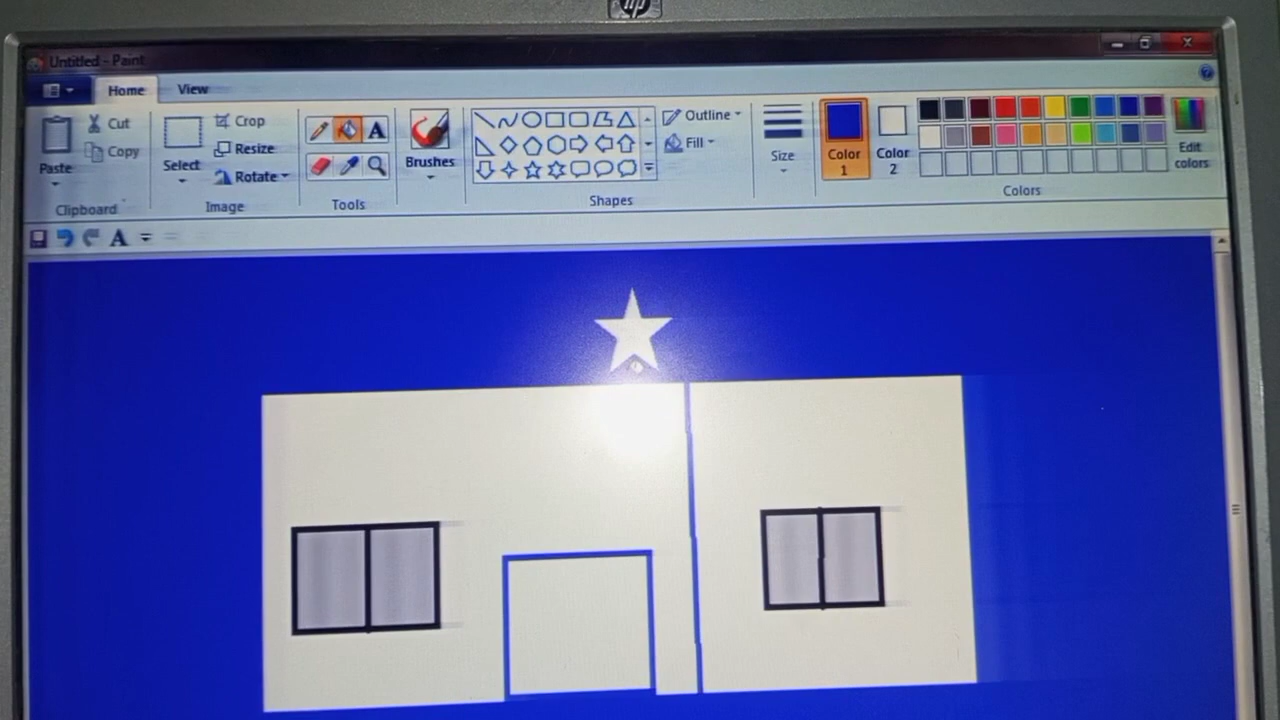 hp
Untitled - Paint
Home View
Cut
Copy
Paste
Clipboard
Crop
Resize
Rotate
Select
Image
A
Tools
Brushes
Outline
Fill
Shapes
Size
Color 1
Color 2
Edit colors
Colors
A